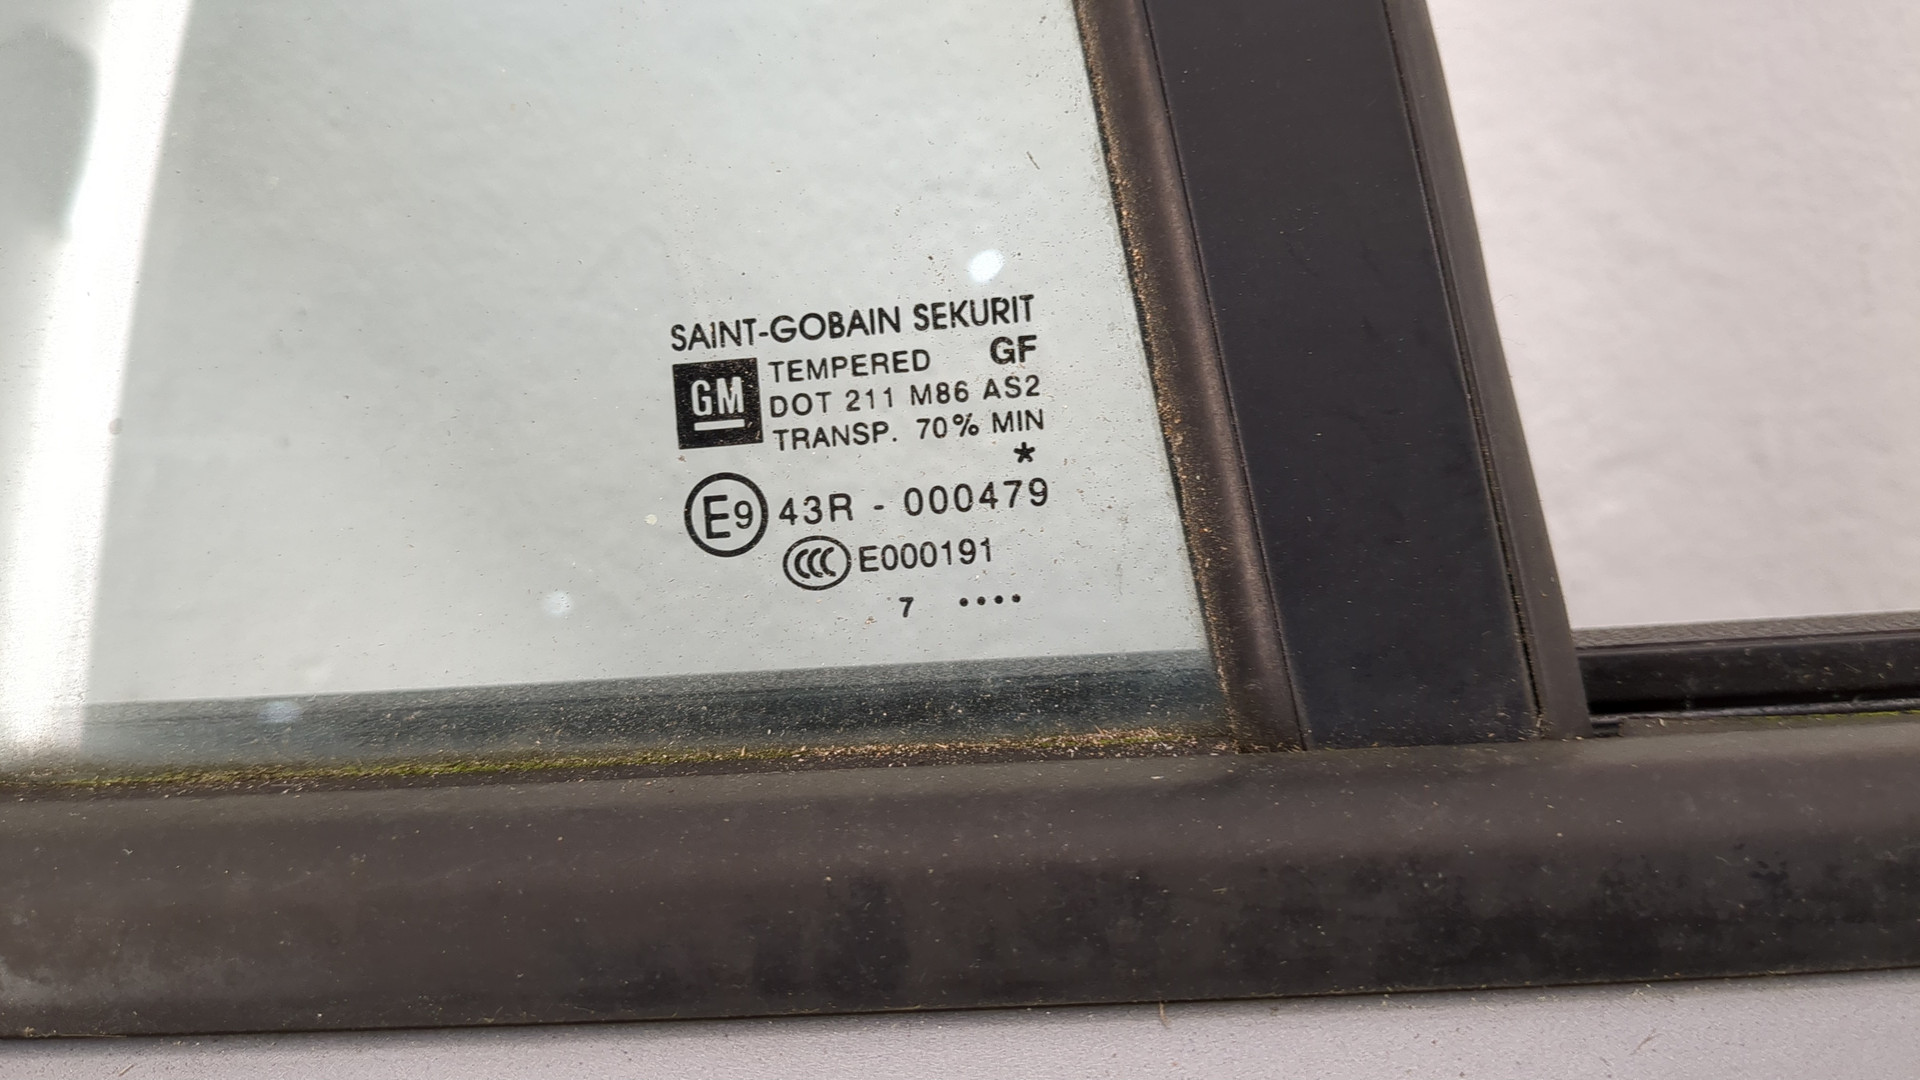 SAINT-GOBAIN SEKURIT
GM TEMPERED GF
DOT 211 M86 AS2
TRANSP. 70% MIN
*
E9 43R - 000479
CCC E000191
7 ••••